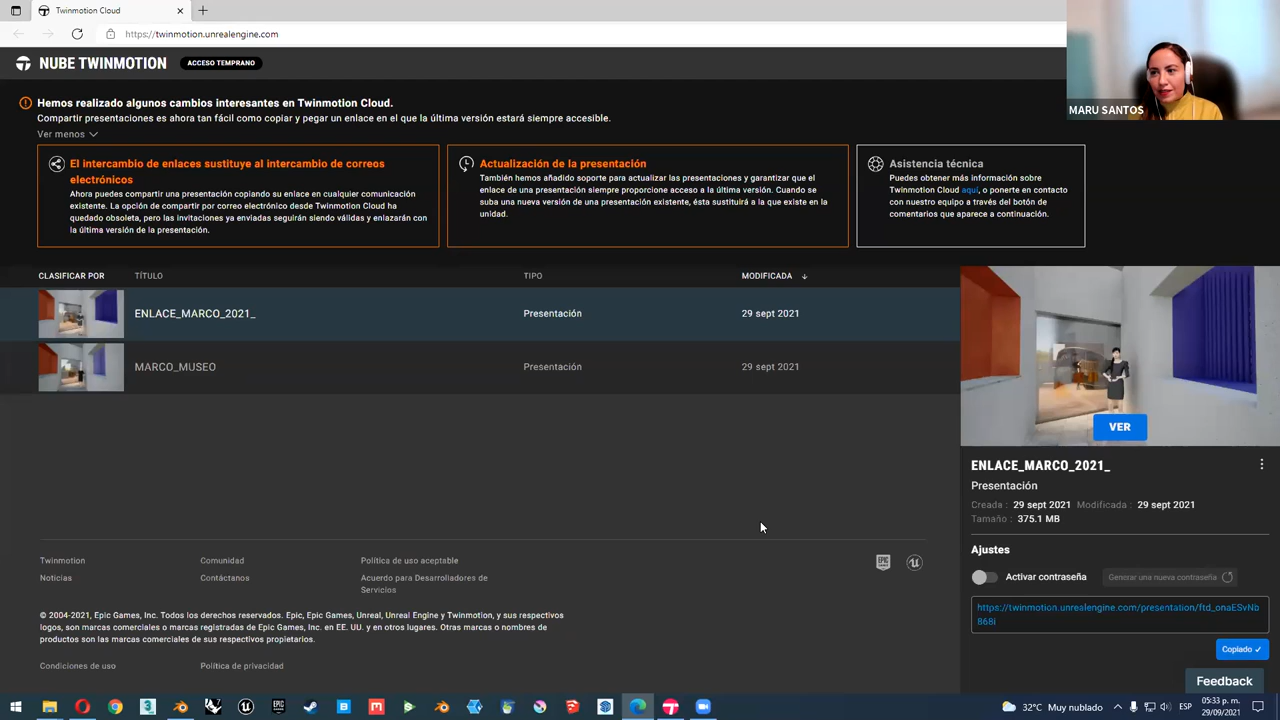 Twinmotion Cloud
https://twinmotion.unrealengine.com
NUBE TWINMOTION
ACCESO TEMPRANO
MARU SANTOS
Hemos realizado algunos cambios interesantes en Twinmotion Cloud.
Compartir presentaciones es ahora tan fácil como copiar y pegar un enlace en el que la última versión estará siempre accesible.
Ver menos
El intercambio de enlaces sustituye al intercambio de correos
electrónicos
Ahora puedes compartir una presentación copiando su enlace en cualquier comunicación
existente. La opción de compartir por correo electrónico desde Twinmotion Cloud ha
quedado obsoleta, pero las invitaciones ya enviadas seguirán siendo válidas y enlazarán con
la última versión de la presentación.
Actualización de la presentación
También hemos añadido soporte para actualizar las presentaciones y garantizar que el
enlace de una presentación siempre proporcione acceso a la última versión. Cuando se
suba una nueva versión de una presentación existente, ésta sustituirá a la que existe en la
unidad.
Asistencia técnica
Puedes obtener más información sobre
Twinmotion Cloud aquí, o ponerte en contacto
con nuestro equipo a través del botón de
comentarios que aparece a continuación.
CLASIFICAR POR TÍTULO TIPO MODIFICADA
ENLACE_MARCO_2021_ Presentación 29 sept 2021
MARCO_MUSEO Presentación 29 sept 2021
VER
ENLACE_MARCO_2021_
Presentación
Creada : 29 sept 2021 Modificada : 29 sept 2021
Tamaño : 375.1 MB
Ajustes
Activar contraseña Generar una nueva contraseña
https://twinmotion.unrealengine.com/presentation/ftd_onaESvNb
868i
Copiado ✓
Feedback
Twinmotion Comunidad Política de uso aceptable
Noticias Contáctanos Acuerdo para Desarrolladores de
Servicios
© 2004-2021, Epic Games, Inc. Todos los derechos reservados. Epic, Epic Games, Unreal, Unreal Engine y Twinmotion, y sus respectivos
logos, son marcas comerciales o marcas registradas de Epic Games, Inc. en EE. UU. y en otros lugares. Otras marcas o nombres de
productos son las marcas comerciales de sus respectivos propietarios.
Condiciones de uso Política de privacidad
32°C Muy nublado
ESP
05:33 p. m.
29/09/2021